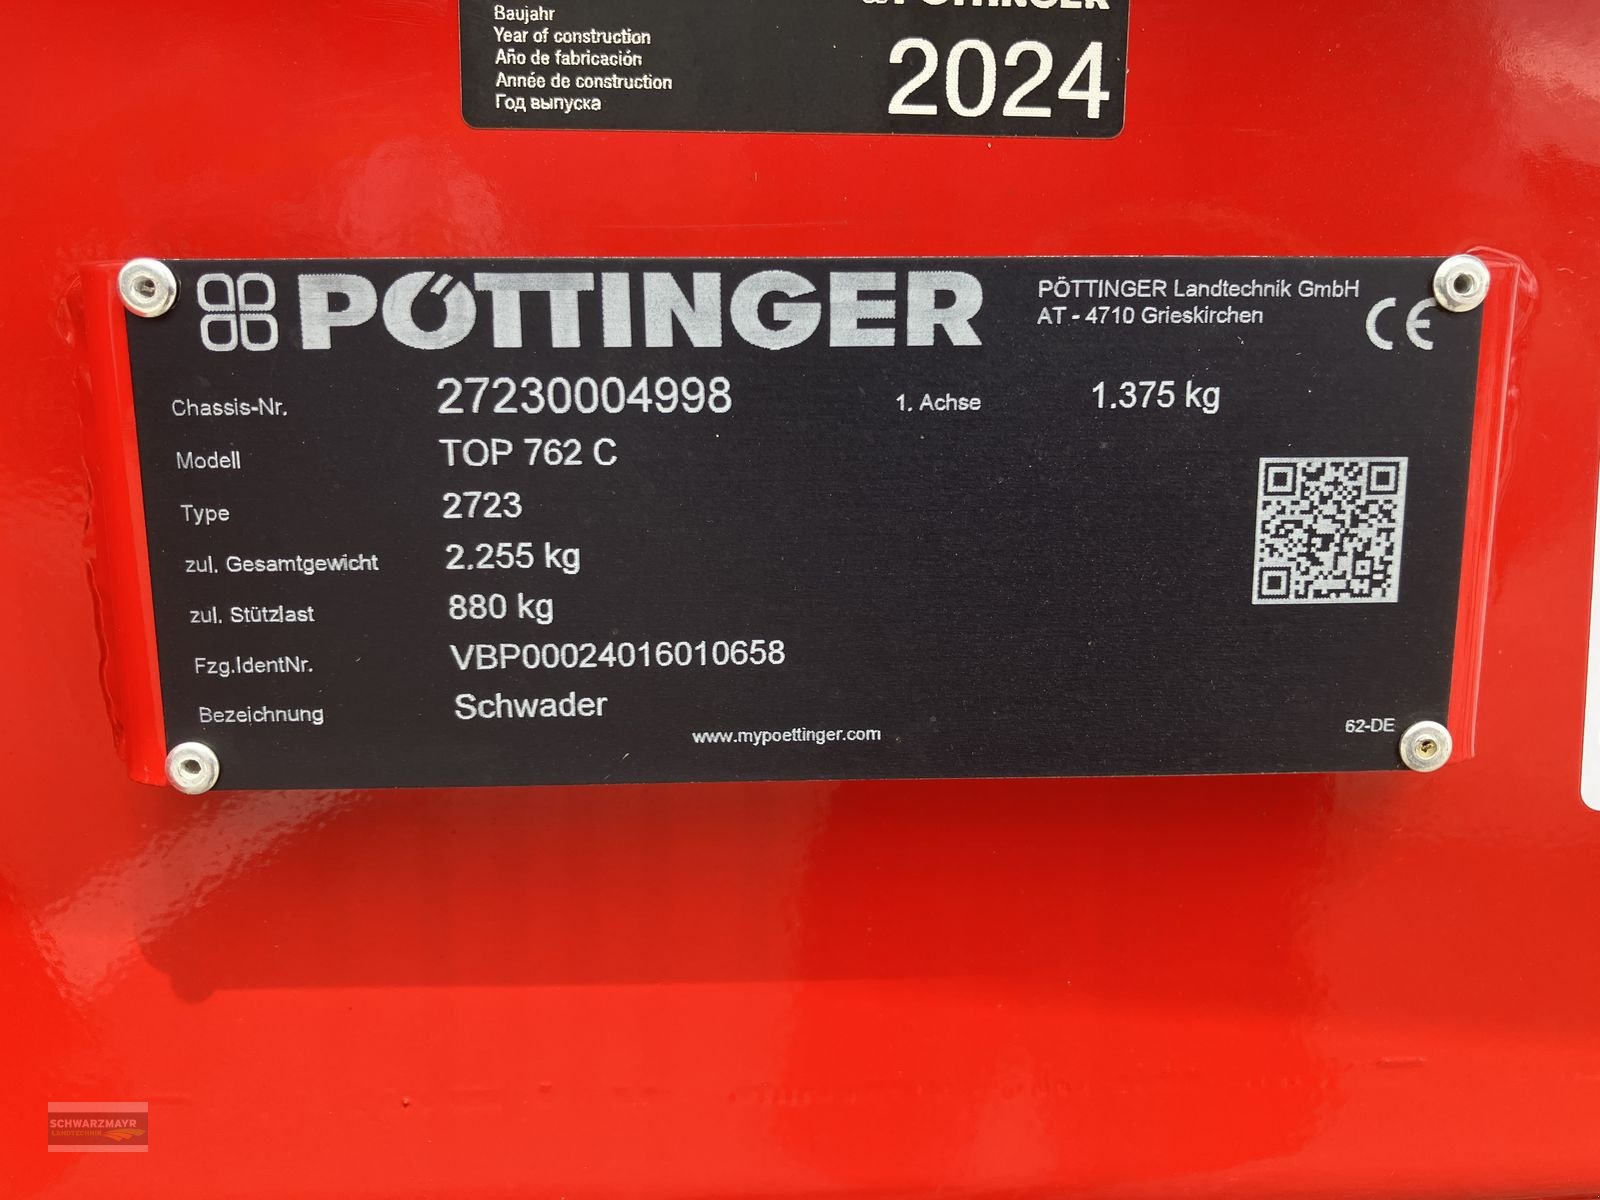 Baujahr
Year of construction
Año de fabricación
Année de construction
Год выпуска
PÖTTINGER
2024
PÖTTINGER
PÖTTINGER Landtechnik GmbH
AT - 4710 Grieskirchen
CE
Chassis-Nr. 27230004998 1. Achse 1.375 kg
Modell TOP 762 C
Type 2723
zul. Gesamtgewicht 2.255 kg
zul. Stützlast 880 kg
Fzg.IdentNr. VBP00024016010658
Bezeichnung Schwader
www.mypoettinger.com
62-DE
SCHWARZMAYR
LANDTECHNIK